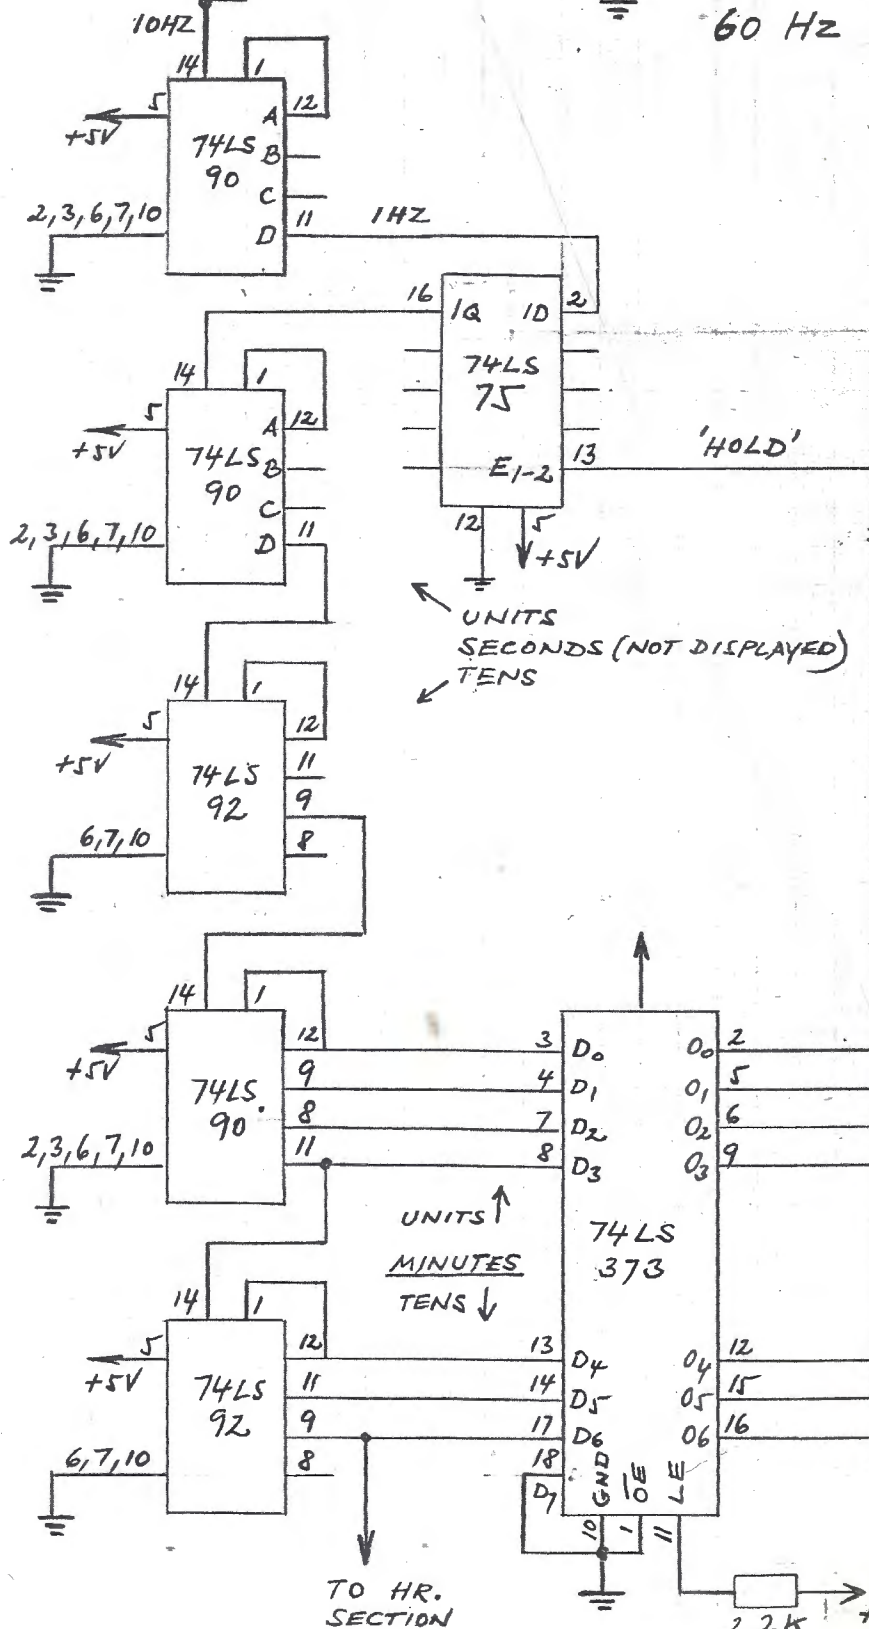 10HZ
60 Hz
14 1
5 A 12
+5V 74LS B
90
C
2,3,6,7,10 D 11 1HZ
16 1Q 1D 2
14 1 74LS
75
5 A 12
+5V 74LS B E1-2 13 'HOLD'
90
C
2,3,6,7,10 D 11 12 5
+5V
UNITS
SECONDS (NOT DISPLAYED)
TENS
14 1
5 12
+5V 74LS 11
92 9
6,7,10 8
14 1
5 12 3 D0 O0 2
+5V 9 4 D1 O1 5
74LS
90 8 7 D2 O2 6
2,3,6,7,10 11 8 D3 O3 9
UNITS ↑
74LS
MINUTES 373
TENS ↓
14 1
5 12 13 D4 O4 12
+5V 74LS 11 14 D5 O5 15
92 9 17 D6 O6 16
6,7,10 8 18
D7 GND OE LE
10 1 11
TO HR.
SECTION
2.2K